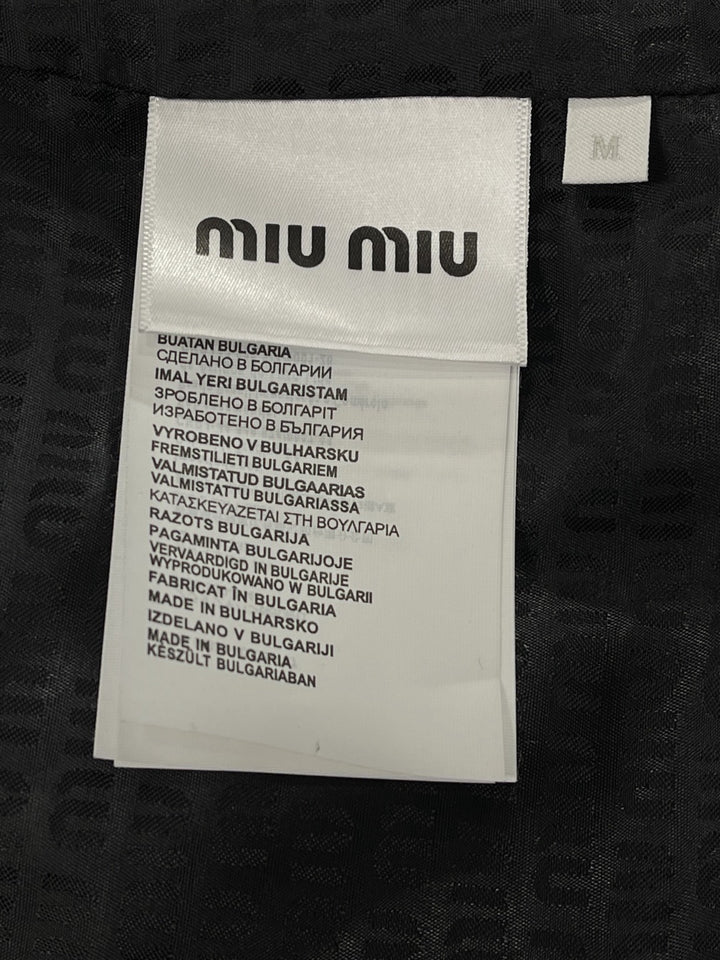 miu miu
M
BUATAN BULGARIA
СДЕЛАНО В БОЛГАРИИ
IMAL YERI BULGARISTAM
ЗРОБЛЕНО В БОЛГАРІТ
ИЗРАБОТЕНО В БЪЛГАРИЯ
VYROBENO V BULHARSKU
FREMSTILIETI BULGARIEM
VALMISTATUD BULGAARIAS
VALMISTATTU BULGARIASSA
ΚΑΤΑΣΚΕΥΑΖΕΤΑΙ ΣΤΗ ΒΟΥΛΓΑΡΙΑ
RAZOTS BULGARIJA
PAGAMINTA BULGARIJOJE
VERVAARDIGD IN BULGARIJE
WYPRODUKOWANO W BULGARII
FABRICAT ÎN BULGARIA
MADE IN BULHARSKO
IZDELANO V BULGARIJI
MADE IN BULGARIA
KÉSZÜLT BULGARIABAN